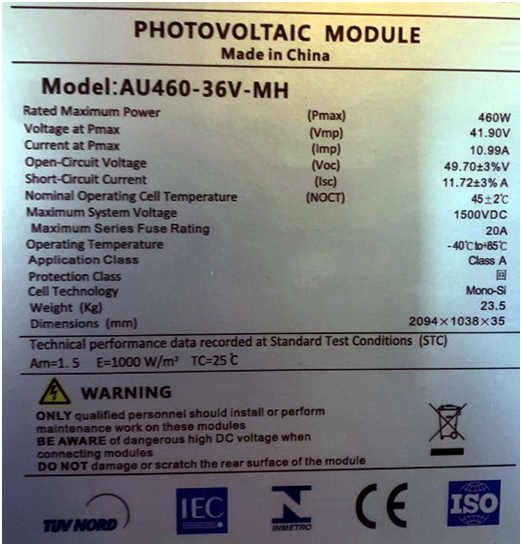 PHOTOVOLTAIC MODULE
Made in China
Model:AU460-36V-MH
Rated Maximum Power (Pmax) 460W
Voltage at Pmax (Vmp) 41.90V
Current at Pmax (Imp) 10.99A
Open-Circuit Voltage (Voc) 49.70±3%V
Short-Circuit Current (Isc) 11.72±3% A
Nominal Operating Cell Temperature (NOCT) 45±2℃
Maximum System Voltage 1500VDC
Maximum Series Fuse Rating 20A
Operating Temperature -40℃to+85℃
Application Class Class A
Protection Class
Cell Technology Mono-Si
Weight (Kg) 23.5
Dimensions (mm) 2094×1038×35
Technical performance data recorded at Standard Test Conditions (STC)
Am=1.5 E=1000 W/m² TC=25℃
WARNING
ONLY qualified personnel should install or perform
maintenance work on these modules
BE AWARE of dangerous high DC voltage when
connecting modules
DO NOT damage or scratch the rear surface of the module
TUV NORD
IEC
INMETRO
CE
ISO